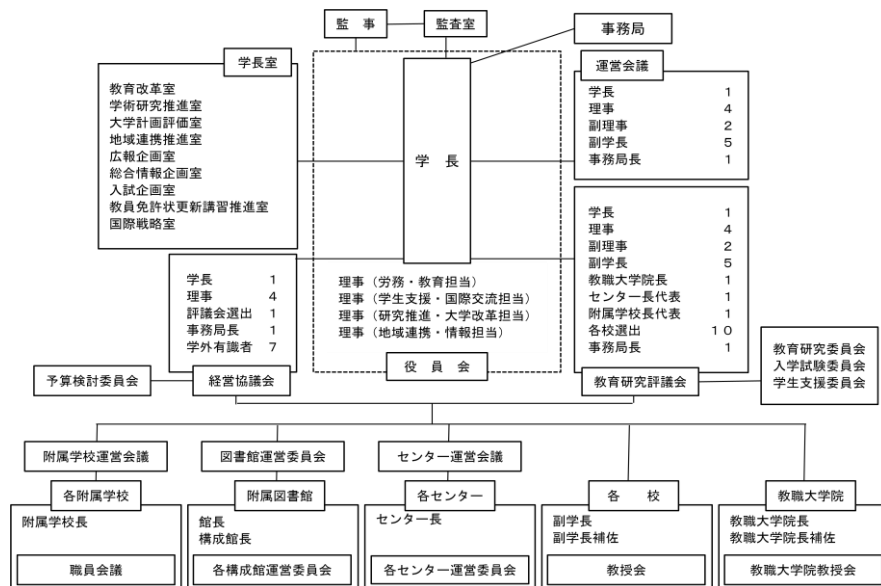 監　事
監査室
事務局
学長室
教育改革室
学術研究推進室
大学計画評価室
地域連携推進室
広報企画室
総合情報企画室
入試企画室
教員免許状更新講習推進室
国際戦略室
学　長
運営会議
学長　1
理事　4
副理事　2
副学長　5
事務局長　1
学長　1
理事　4
評議会選出　1
事務局長　1
学外有識者　7
理事（労務・教育担当）
理事（学生支援・国際交流担当）
理事（研究推進・大学改革担当）
理事（地域連携・情報担当）
役　員　会
学長　1
理事　4
副理事　2
副学長　5
教職大学院長　1
センター長代表　1
附属学校長代表　1
各校選出　10
事務局長　1
予算検討委員会
経営協議会
教育研究評議会
教育研究委員会
入学試験委員会
学生支援委員会
附属学校運営会議
図書館運営委員会
センター運営会議
各附属学校
附属学校長
職員会議
附属図書館
館長
構成館長
各構成館運営委員会
各センター
センター長
各センター運営委員会
各　校
副学長
副学長補佐
教授会
教職大学院
教職大学院長
教職大学院長補佐
教職大学院教授会